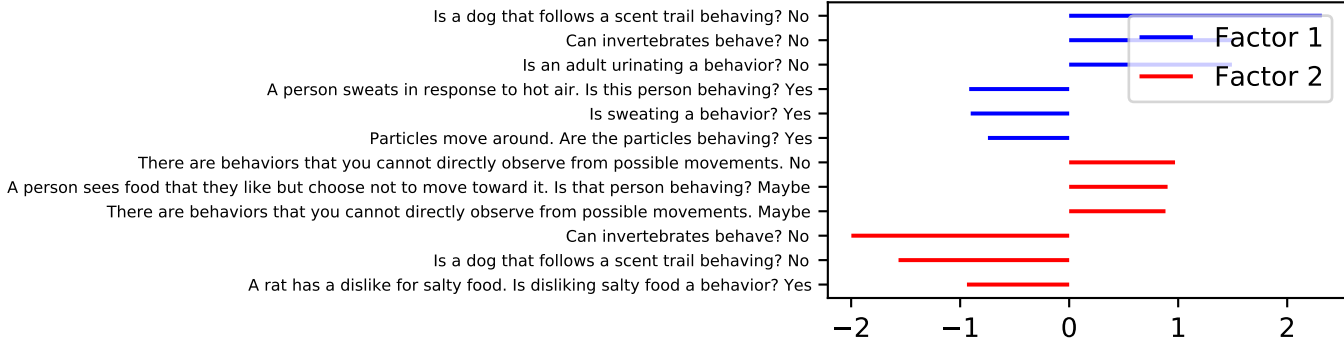 Is a dog that follows a scent trail behaving? No
Can invertebrates behave? No
Is an adult urinating a behavior? No
A person sweats in response to hot air. Is this person behaving? Yes
Is sweating a behavior? Yes
Particles move around. Are the particles behaving? Yes
There are behaviors that you cannot directly observe from possible movements. No
A person sees food that they like but choose not to move toward it. Is that person behaving? Maybe
There are behaviors that you cannot directly observe from possible movements. Maybe
Can invertebrates behave? No
Is a dog that follows a scent trail behaving? No
A rat has a dislike for salty food. Is disliking salty food a behavior? Yes
Factor 1
Factor 2
−2 −1 0 1 2